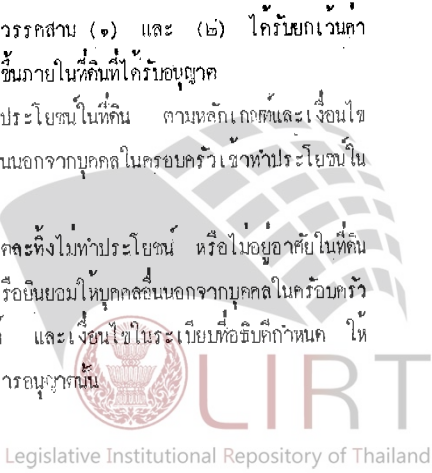 วรรคสาม (๑) และ (๒) ได้รับยกเว้นค่า
ขึ้นภายในที่ดินที่ได้รับอนุญาต
ประโยชน์ในที่ดิน ตามหลักเกณฑ์และเงื่อนไข
นนอกจากบุคคลในครอบครัวเข้าทำประโยชน์ใน
คละทิ้งไม่ทำประโยชน์ หรือไม่อยู่อาศัยในที่ดิน
รือยินยอมให้บุคคลอื่นนอกจากบุคคลในครอบครัว
และเงื่อนไขในระเบียบที่อธิบดีกำหนด ให้
ารอนุญาตนั้น
LIRT
Legislative Institutional Repository of Thailand